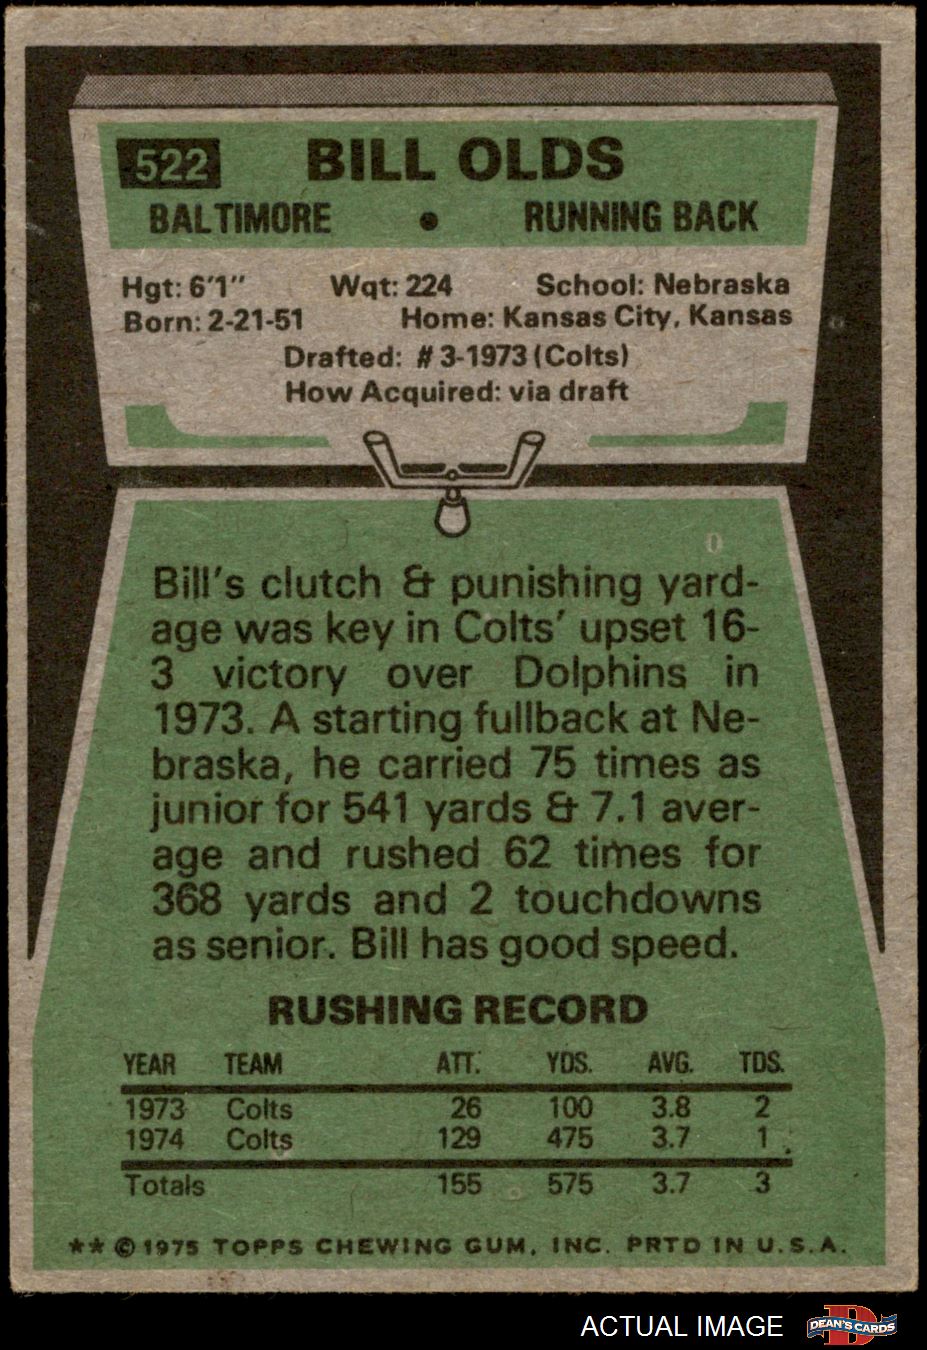 522 BILL OLDS
BALTIMORE • RUNNING BACK
Hgt: 6'1" Wgt: 224 School: Nebraska
Born: 2-21-51 Home: Kansas City, Kansas
Drafted: #3-1973 (Colts)
How Acquired: via draft
Bill's clutch & punishing yard-
age was key in Colts' upset 16-
3 victory over Dolphins in
1973. A starting fullback at Ne-
braska, he carried 75 times as
junior for 541 yards & 7.1 aver-
age and rushed 62 times for
368 yards and 2 touchdowns
as senior. Bill has good speed.
RUSHING RECORD
YEAR TEAM ATT. YDS. AVG. TDS.
1973 Colts 26 100 3.8 2
1974 Colts 129 475 3.7 1
Totals 155 575 3.7 3
** © 1975 TOPPS CHEWING GUM, INC. PRTD IN U.S.A.
ACTUAL IMAGE D DEAN'S CARDS